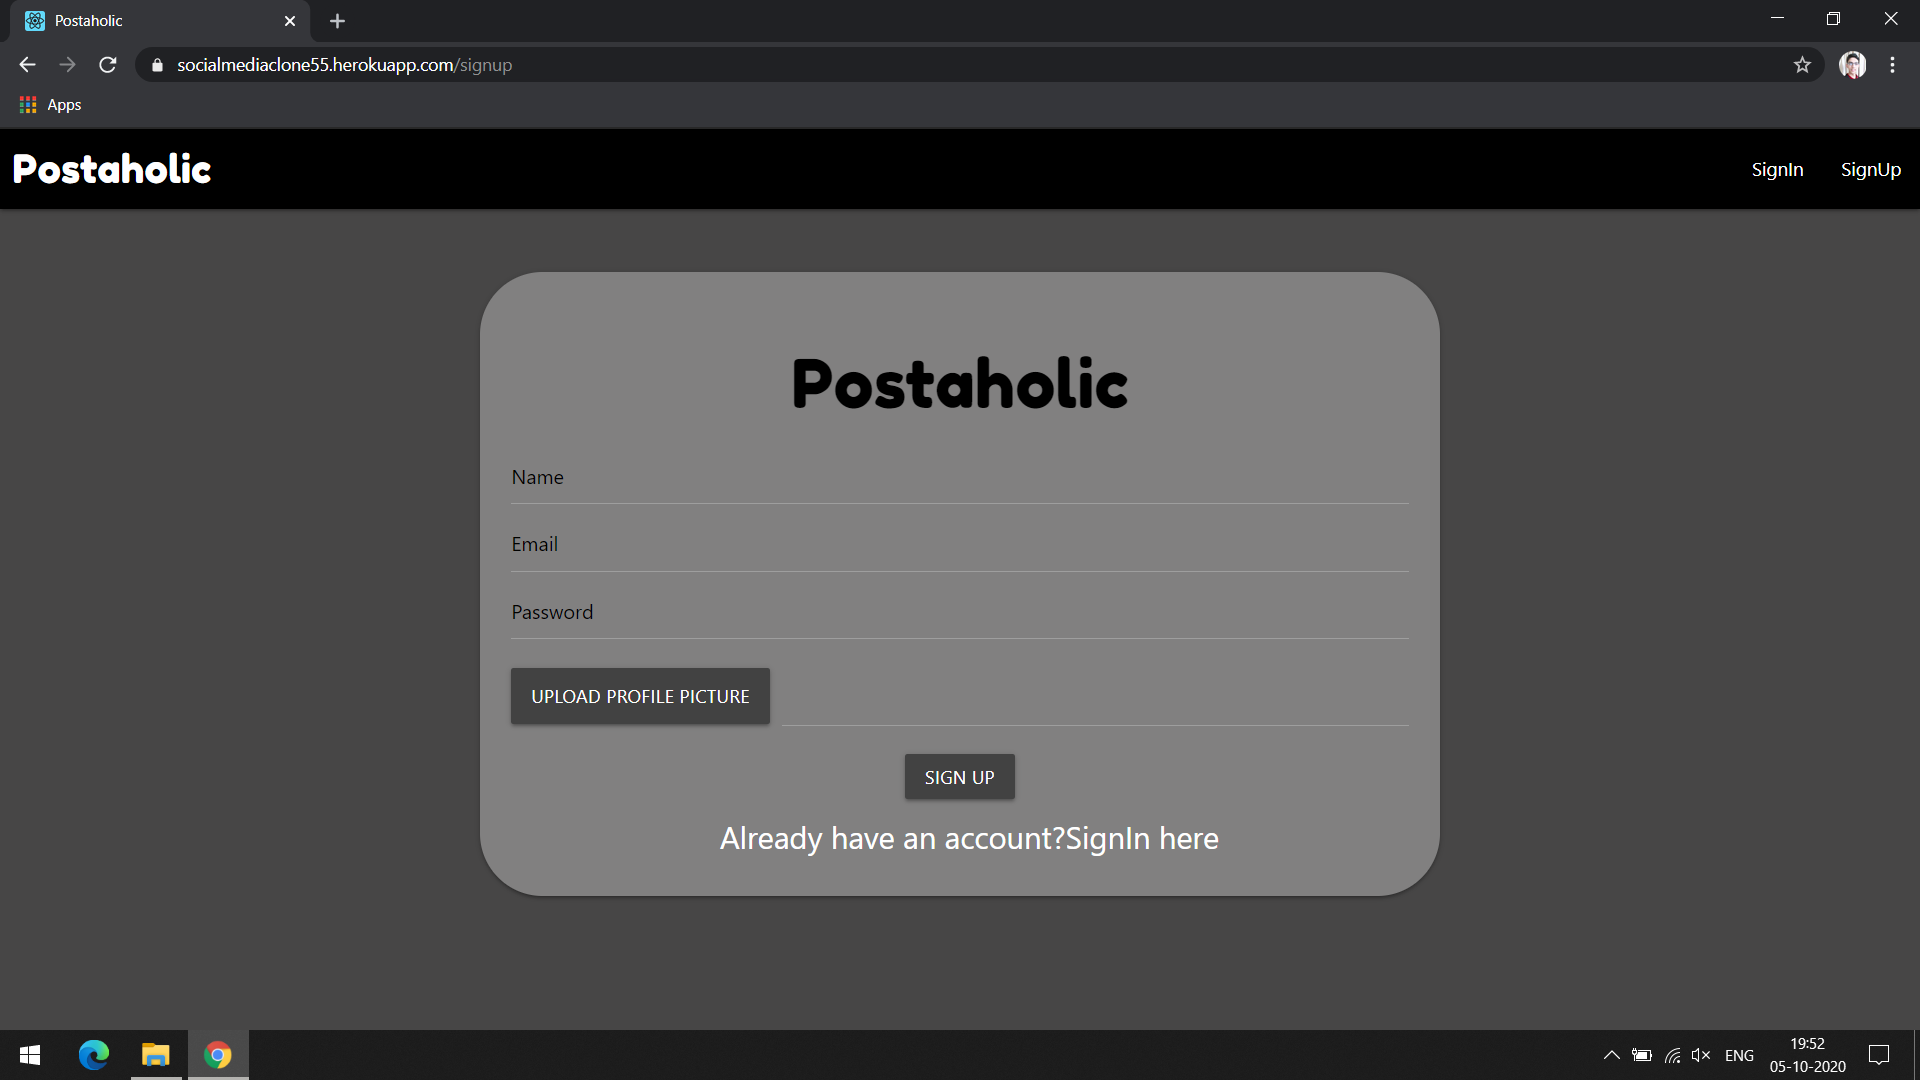 Postaholic
socialmediaclone55.herokuapp.com/signup
Apps
Postaholic
SignIn
SignUp
Postaholic
Name
Email
Password
UPLOAD PROFILE PICTURE
SIGN UP
Already have an account?SignIn here
ENG
19:52
05-10-2020